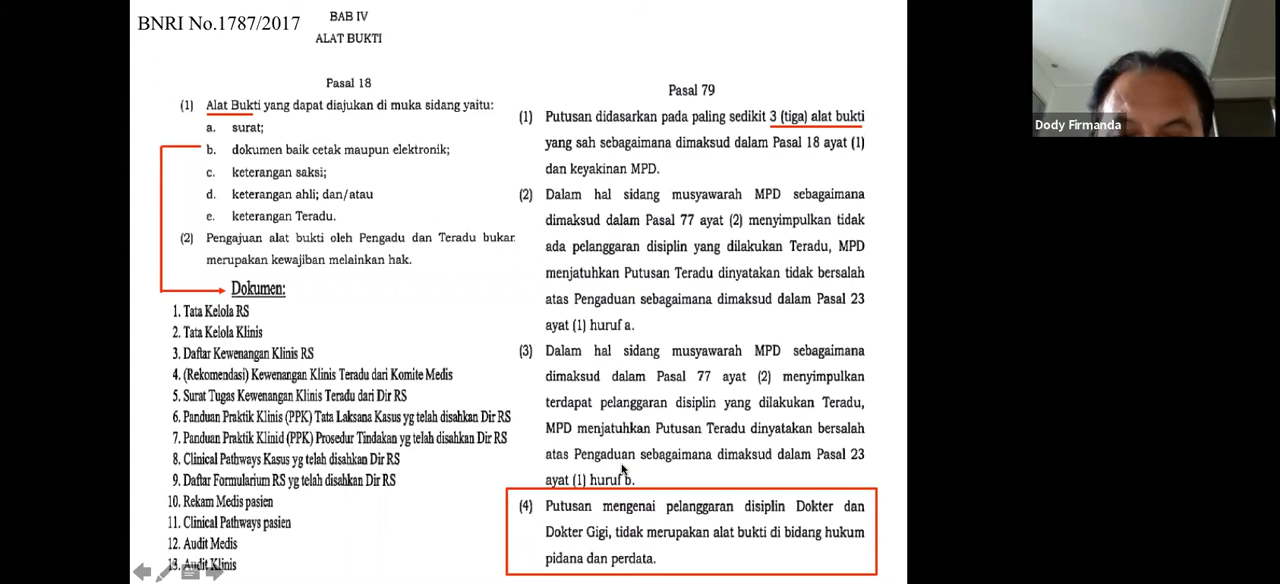 BNRI No.1787/2017
BAB IV
ALAT BUKTI
Pasal 18
(1) Alat Bukti yang dapat diajukan di muka sidang yaitu:
a. surat;
b. dokumen baik cetak maupun elektronik;
c. keterangan saksi;
d. keterangan ahli; dan/atau
e. keterangan Teradu.
(2) Pengajuan alat bukti oleh Pengadu dan Teradu bukan
merupakan kewajiban melainkan hak.
Dokumen:
1. Tata Kelola RS
2. Tata Kelola Klinis
3. Daftar Kewenangan Klinis RS
4. (Rekomendasi) Kewenangan Klinis Teradu dari Komite Medis
5. Surat Tugas Kewenangan Klinis Teradu dari Dir RS
6. Panduan Praktik Klinis (PPK) Tata Laksana Kasus yg telah disahkan Dir RS
7. Panduan Praktik Klinid (PPK) Prosedur Tindakan yg telah disahkan Dir RS
8. Clinical Pathways Kasus yg telah disahkan Dir RS
9. Daftar Formularium RS yg telah disahkan Dir RS
10. Rekam Medis pasien
11. Clinical Pathways pasien
12. Audit Medis
13. Audit Klinis
Pasal 79
(1) Putusan didasarkan pada paling sedikit 3 (tiga) alat bukti
yang sah sebagaimana dimaksud dalam Pasal 18 ayat (1)
dan keyakinan MPD.
(2) Dalam hal sidang musyawarah MPD sebagaimana
dimaksud dalam Pasal 77 ayat (2) menyimpulkan tidak
ada pelanggaran disiplin yang dilakukan Teradu, MPD
menjatuhkan Putusan Teradu dinyatakan tidak bersalah
atas Pengaduan sebagaimana dimaksud dalam Pasal 23
ayat (1) huruf a.
(3) Dalam hal sidang musyawarah MPD sebagaimana
dimaksud dalam Pasal 77 ayat (2) menyimpulkan
terdapat pelanggaran disiplin yang dilakukan Teradu,
MPD menjatuhkan Putusan Teradu dinyatakan bersalah
atas Pengaduan sebagaimana dimaksud dalam Pasal 23
ayat (1) huruf b.
(4) Putusan mengenai pelanggaran disiplin Dokter dan
Dokter Gigi, tidak merupakan alat bukti di bidang hukum
pidana dan perdata.
Dody Firmanda